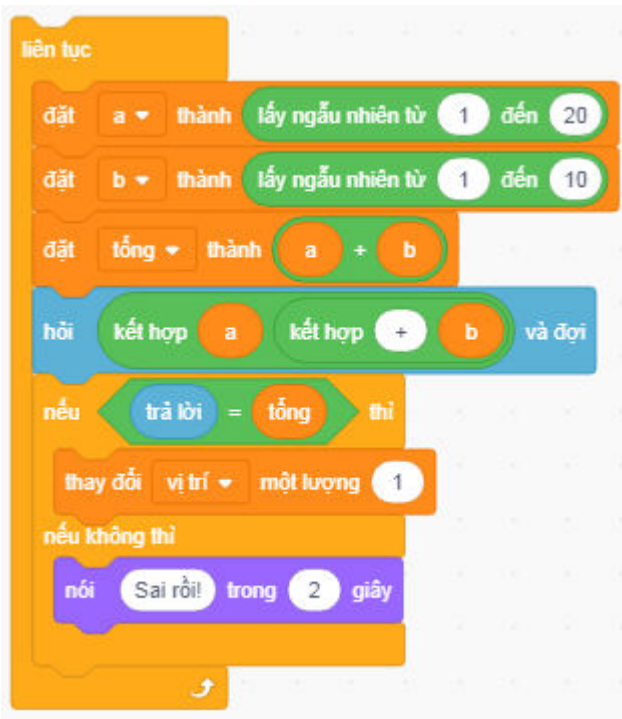 liên tục
đặt a thành lấy ngẫu nhiên từ 1 đến 20
đặt b thành lấy ngẫu nhiên từ 1 đến 10
đặt tổng thành a + b
hỏi kết hợp a kết hợp + b và đợi
nếu trả lời = tổng thì
thay đổi vị trí một lượng 1
nếu không thì
nói Sai rồi! trong 2 giây